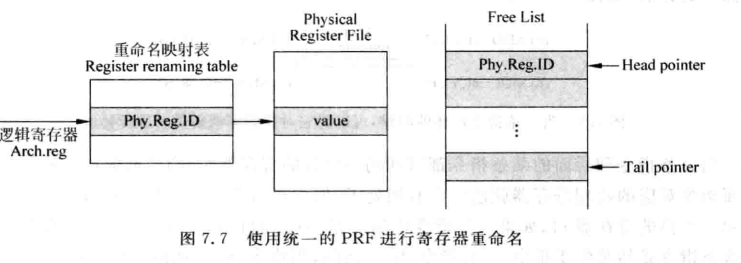 重命名映射表
Register renaming table
Physical
Register File
Free List
逻辑寄存器
Arch.reg
Phy.Reg.ID
value
Phy.Reg.ID
Head pointer
⋮
Tail pointer
图 7.7 使用统一的 PRF 进行寄存器重命名